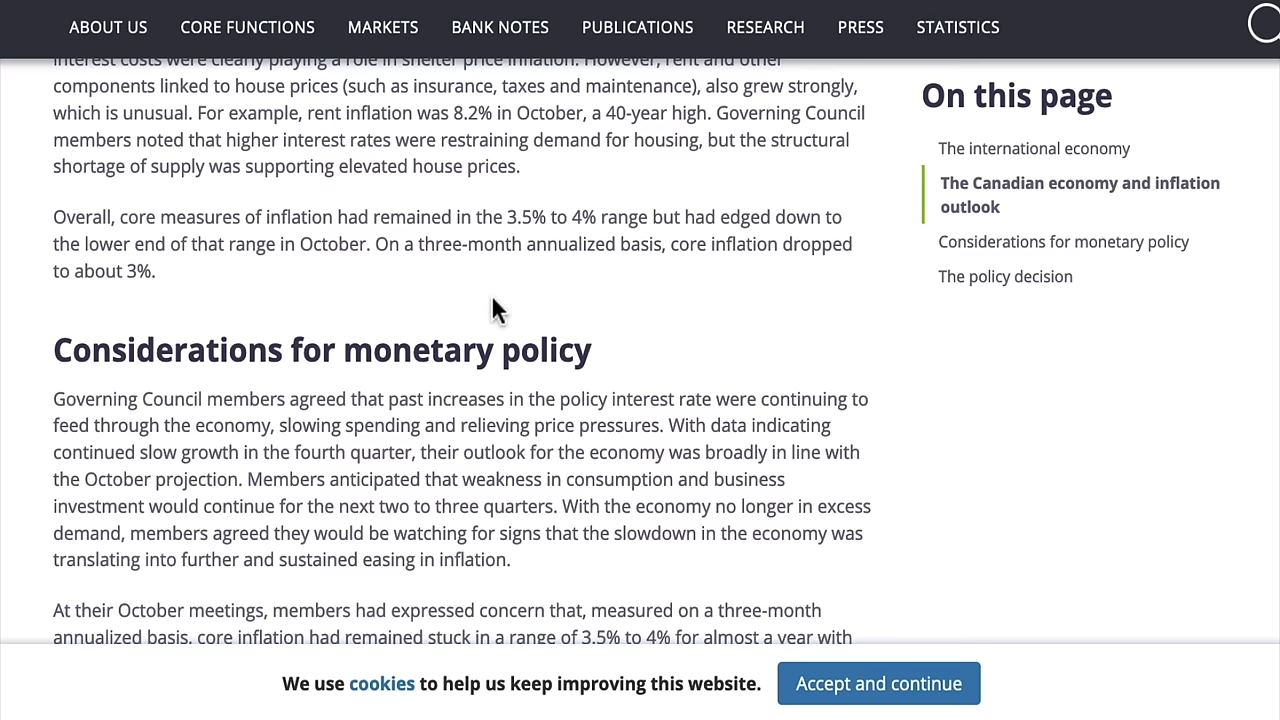 ABOUT US CORE FUNCTIONS MARKETS BANK NOTES PUBLICATIONS RESEARCH PRESS STATISTICS
interest costs were clearly playing a role in shelter price inflation. However, rent and other
components linked to house prices (such as insurance, taxes and maintenance), also grew strongly,
which is unusual. For example, rent inflation was 8.2% in October, a 40-year high. Governing Council
members noted that higher interest rates were restraining demand for housing, but the structural
shortage of supply was supporting elevated house prices.
Overall, core measures of inflation had remained in the 3.5% to 4% range but had edged down to
the lower end of that range in October. On a three-month annualized basis, core inflation dropped
to about 3%.
Considerations for monetary policy
Governing Council members agreed that past increases in the policy interest rate were continuing to
feed through the economy, slowing spending and relieving price pressures. With data indicating
continued slow growth in the fourth quarter, their outlook for the economy was broadly in line with
the October projection. Members anticipated that weakness in consumption and business
investment would continue for the next two to three quarters. With the economy no longer in excess
demand, members agreed they would be watching for signs that the slowdown in the economy was
translating into further and sustained easing in inflation.
At their October meetings, members had expressed concern that, measured on a three-month
annualized basis, core inflation had remained stuck in a range of 3.5% to 4% for almost a year with
On this page
The international economy
The Canadian economy and inflation
outlook
Considerations for monetary policy
The policy decision
We use cookies to help us keep improving this website.
Accept and continue